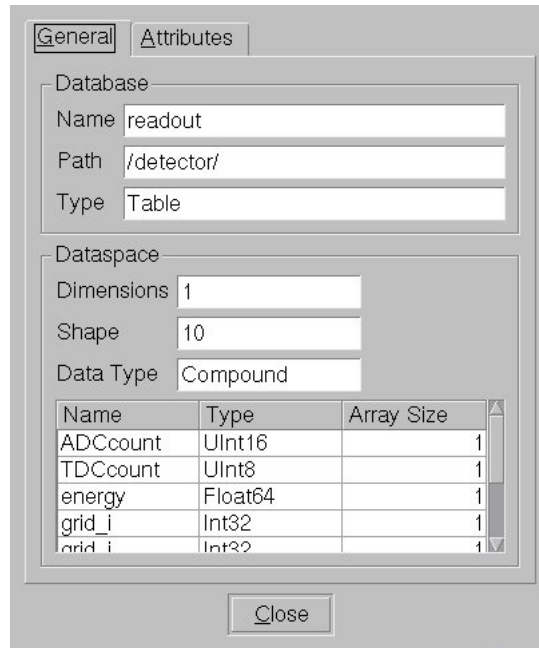 General Attributes
Database
Name readout
Path /detector/
Type Table
Dataspace
Dimensions 1
Shape 10
Data Type Compound
Name Type Array Size
ADCcount UInt16 1
TDCcount UInt8 1
energy Float64 1
grid_i Int32 1
Int32 1
Close